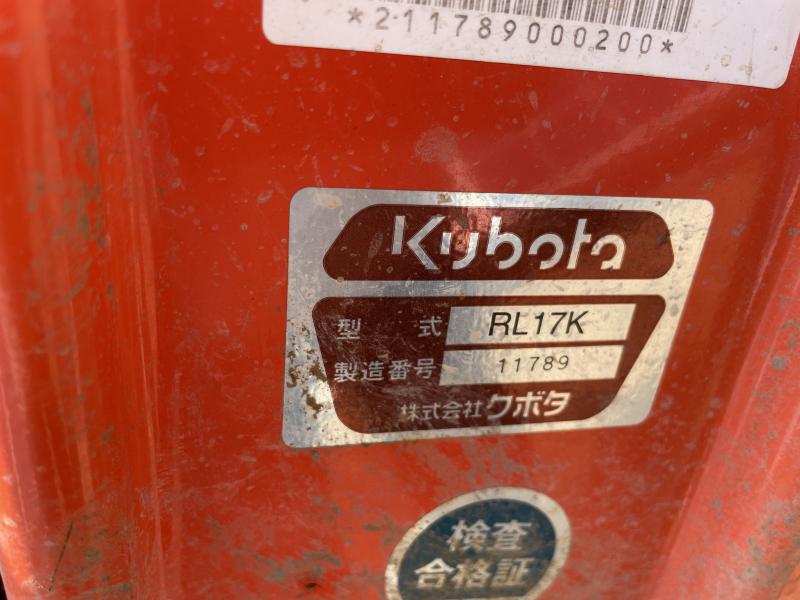 *211789000200*
Kubota
型式 RL17K
製造番号 11789
株式会社クボタ
検査
合格証